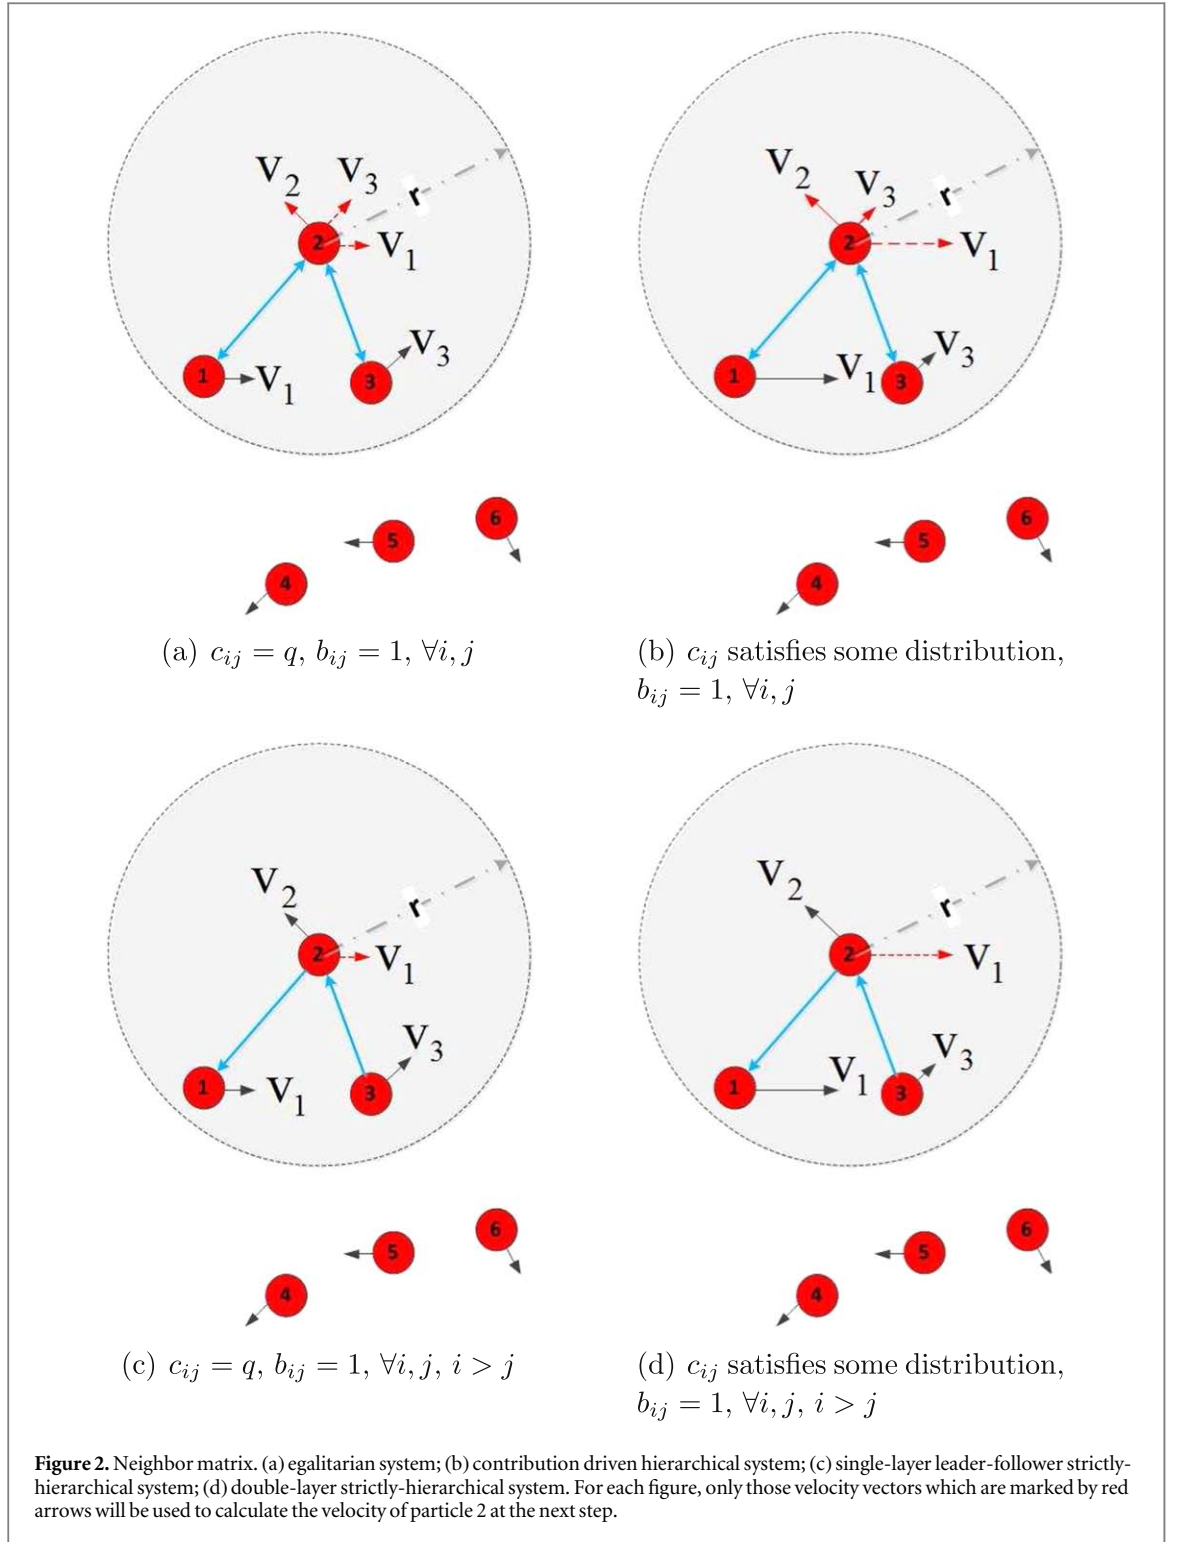 V2 V3
r
2 V1
V3
1 V1 3
6
5
4
(a) c_ij = q, b_ij = 1, ∀i, j
V2 V3
r
2 V1
V3
1 V1 3
6
5
4
(b) c_ij satisfies some distribution,
b_ij = 1, ∀i, j
V2
r
2 V1
V3
1 V1 3
6
5
4
(c) c_ij = q, b_ij = 1, ∀i, j, i > j
V2
r
2 V1
V3
1 V1 3
6
5
4
(d) c_ij satisfies some distribution,
b_ij = 1, ∀i, j, i > j
Figure 2. Neighbor matrix. (a) egalitarian system; (b) contribution driven hierarchical system; (c) single-layer leader-follower strictly-
hierarchical system; (d) double-layer strictly-hierarchical system. For each figure, only those velocity vectors which are marked by red
arrows will be used to calculate the velocity of particle 2 at the next step.